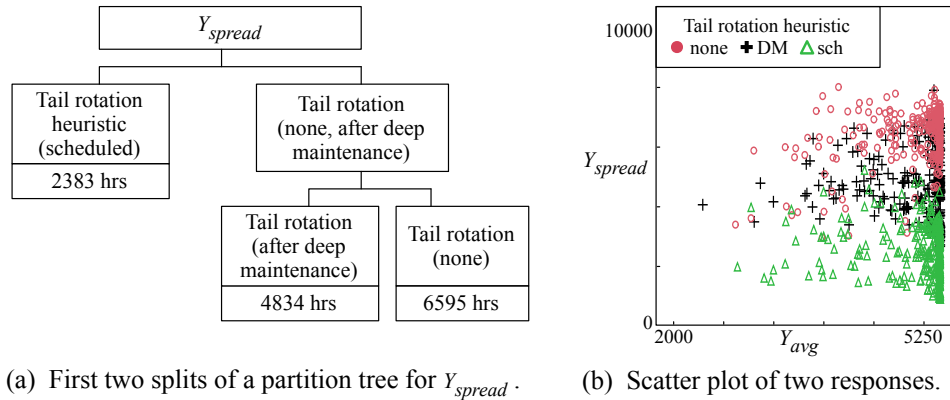 Y_spread
Tail rotation
heuristic
(scheduled)
2383 hrs
Tail rotation
(none, after deep
maintenance)
Tail rotation
(after deep
maintenance)
4834 hrs
Tail rotation
(none)
6595 hrs
(a) First two splits of a partition tree for Y_spread .
10000
Tail rotation heuristic
none DM sch
Y_spread
0
2000
Y_avg
5250
(b) Scatter plot of two responses.